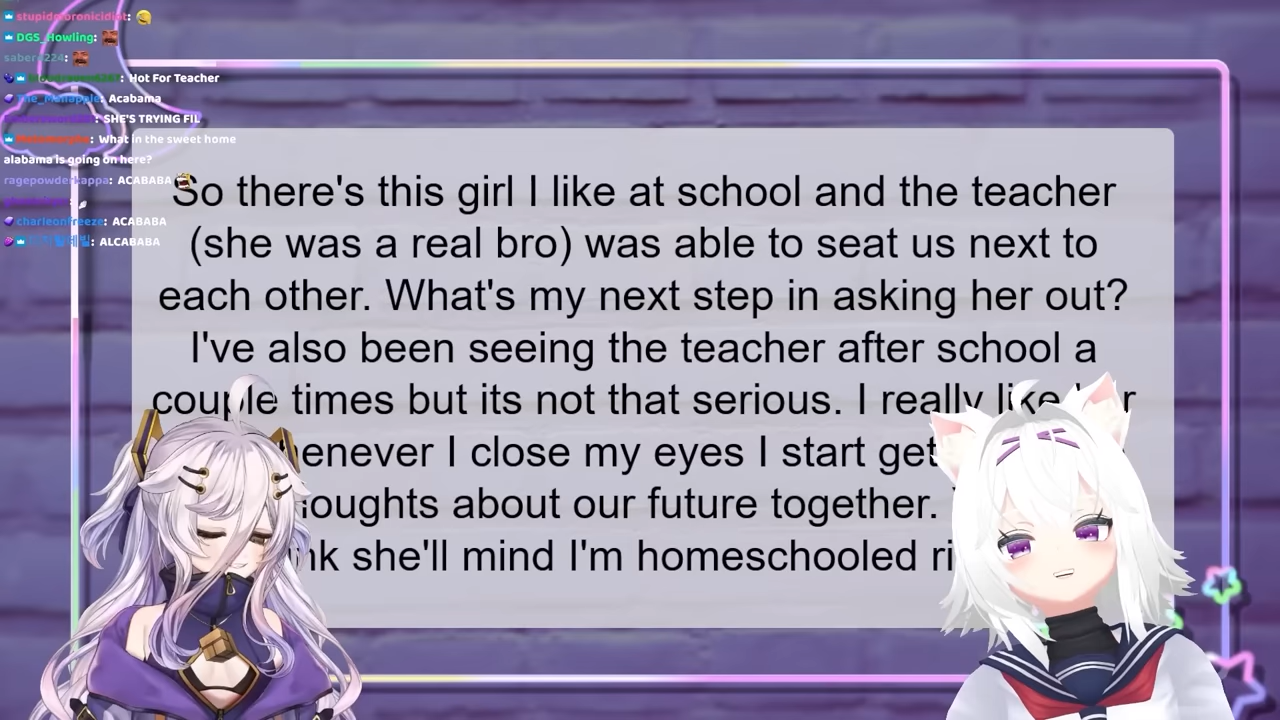 stupidmoronicidiot:
DGS_Howling:
sabero224:
: Hot For Teacher
The_Manapple: Acabama
: SHE'S TRYING FIL
: What in the sweet home
alabama is going on here?
ragepowderkappa: ACABABA
charleonfreeze: ACABABA
: ALCABABA
So there's this girl I like at school and the teacher
(she was a real bro) was able to seat us next to
each other. What's my next step in asking her out?
I've also been seeing the teacher after school a
couple times but its not that serious. I really like
henever I close my eyes I start get
houghts about our future together.
nk she'll mind I'm homeschooled ri